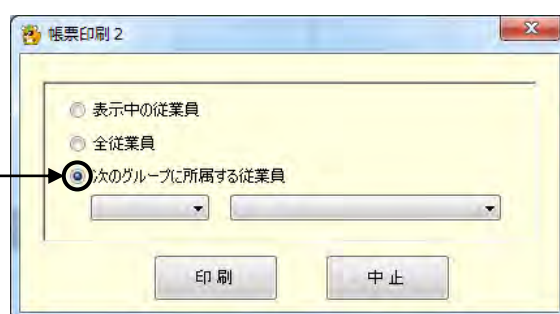 帳票印刷 2
表示中の従業員
全従業員
次のグループに所属する従業員
印刷
中止